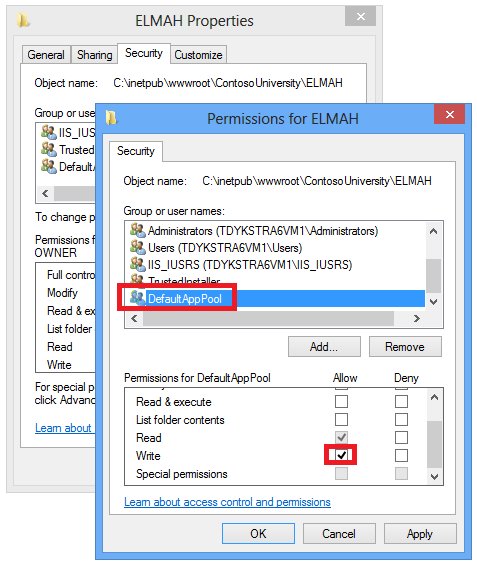 ELMAH Properties
General Sharing Security Customize
Object name: C:\inetpub\wwwroot\ContosoUniversity\ELMAH
Group or use
IIS_IUS
Trusted
Default
To change p
Permissions f
OWNER
Full contro
Modify
Read & ex
List folder
Read
Write
For special p
click Advanc
Learn about
Permissions for ELMAH
Security
Object name: C:\inetpub\wwwroot\ContosoUniversity\ELMAH
Group or user names:
Administrators (TDYKSTRA6VM1\Administrators)
Users (TDYKSTRA6VM1\Users)
IIS_IUSRS (TDYKSTRA6VM1\IIS_IUSRS)
TrustedInstaller
DefaultAppPool
Add... Remove
Permissions for DefaultAppPool Allow Deny
Read & execute
List folder contents
Read
Write
Special permissions
Learn about access control and permissions
OK Cancel Apply